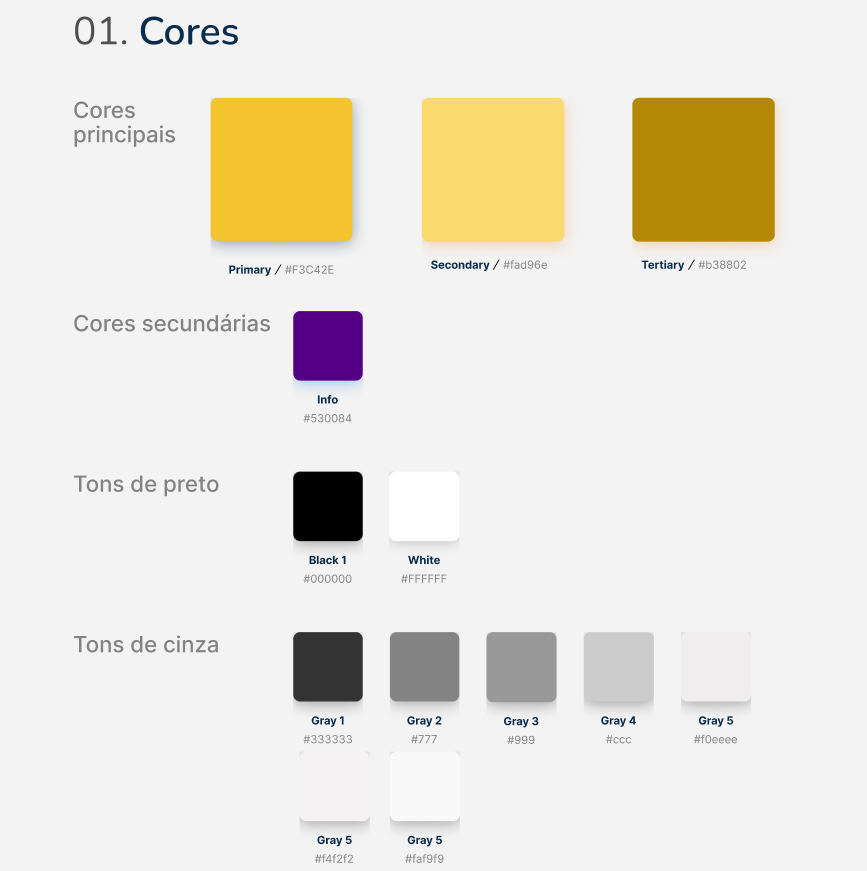 01. Cores
Cores
principais
Primary / #F3C42E
Secondary / #fad96e
Tertiary / #b38802
Cores secundárias
Info
#530084
Tons de preto
Black 1
#000000
White
#FFFFFF
Tons de cinza
Gray 1
#333333
Gray 2
#777
Gray 3
#999
Gray 4
#ccc
Gray 5
#f0eeee
Gray 5
#f4f2f2
Gray 5
#faf9f9